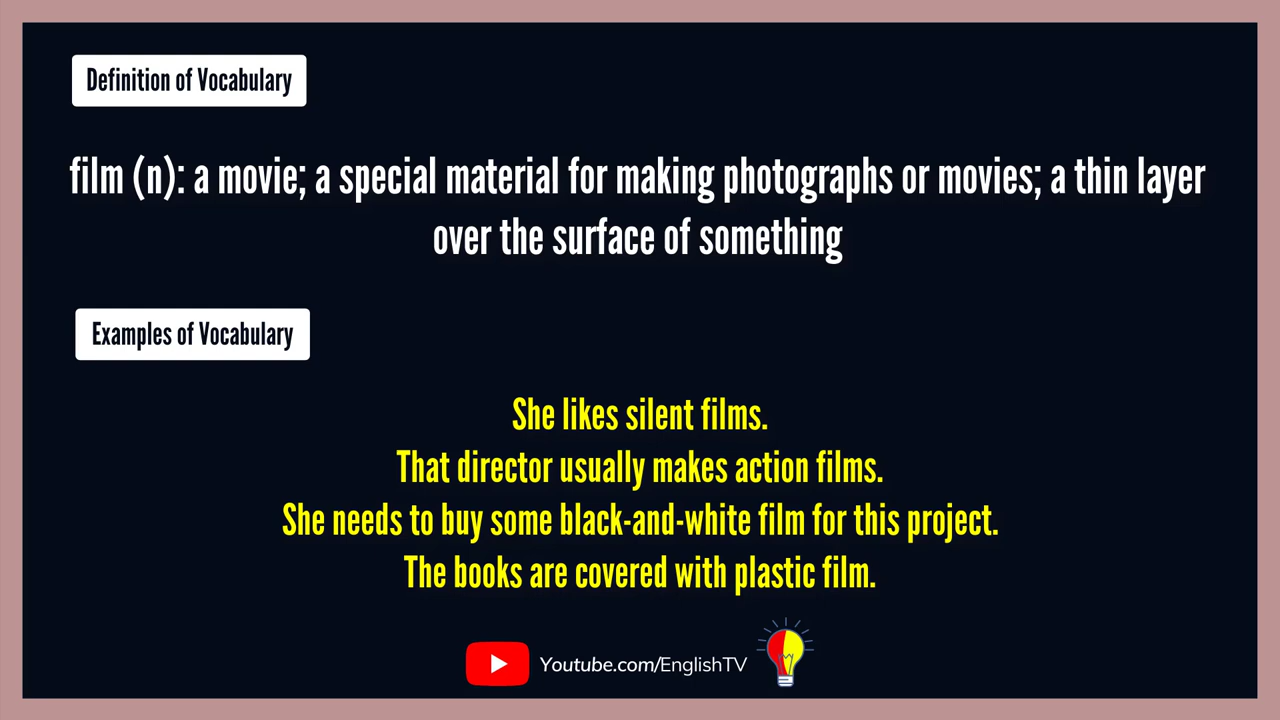 Definition of Vocabulary
film (n): a movie; a special material for making photographs or movies; a thin layer
over the surface of something
Examples of Vocabulary
She likes silent films.
That director usually makes action films.
She needs to buy some black-and-white film for this project.
The books are covered with plastic film.
Youtube.com/EnglishTV